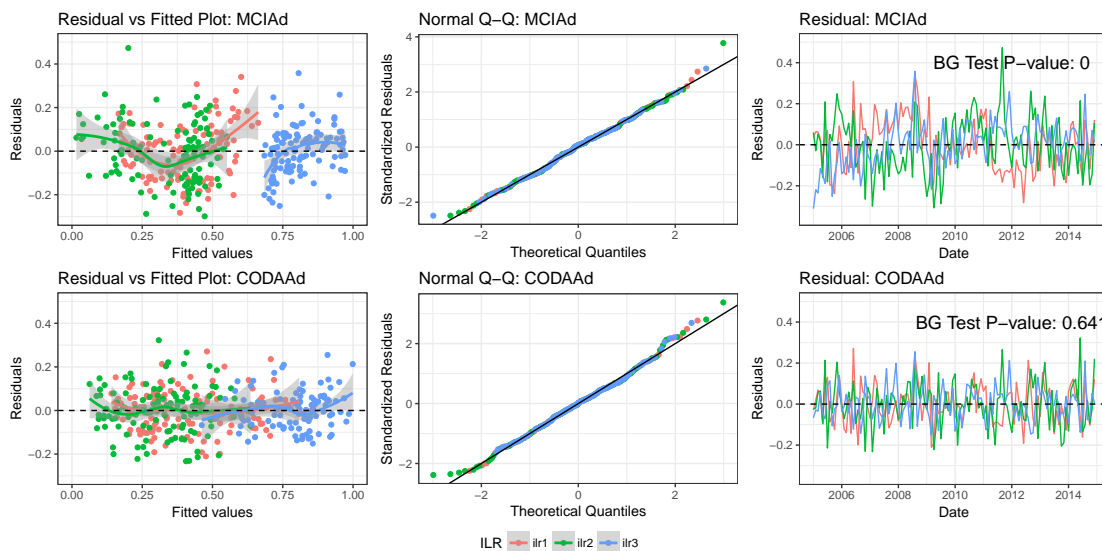 Residual vs Fitted Plot: MCIAd
Normal Q−Q: MCIAd
Residual: MCIAd
Residuals
0.4
0.2
0.0
−0.2
0.00
0.25
0.50
0.75
1.00
Fitted values
Standardized Residuals
4
2
0
−2
−2
0
2
Theoretical Quantiles
BG Test P−value: 0
Residuals
0.4
0.2
0.0
−0.2
2006
2008
2010
2012
2014
Date
Residual vs Fitted Plot: CODAAd
Normal Q−Q: CODAAd
Residual: CODAAd
Residuals
0.4
0.2
0.0
−0.2
0.00
0.25
0.50
0.75
1.00
Fitted values
Standardized Residuals
2
0
−2
−2
0
2
Theoretical Quantiles
BG Test P−value: 0.641
Residuals
0.4
0.2
0.0
−0.2
2006
2008
2010
2012
2014
Date
ILR ilr1 ilr2 ilr3